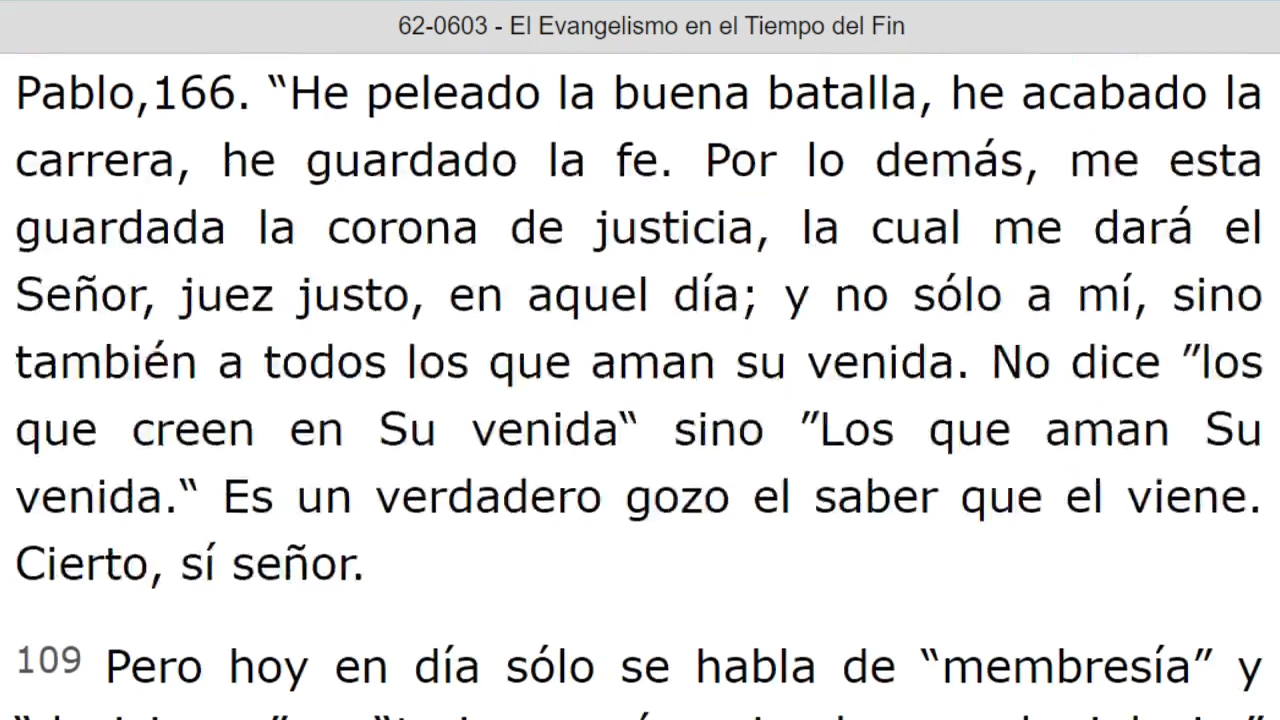 62-0603 - El Evangelismo en el Tiempo del Fin
Pablo,166. “He peleado la buena batalla, he acabado la
carrera, he guardado la fe. Por lo demás, me esta
guardada la corona de justicia, la cual me dará el
Señor, juez justo, en aquel día; y no sólo a mí, sino
también a todos los que aman su venida. No dice ”los
que creen en Su venida“ sino ”Los que aman Su
venida.“ Es un verdadero gozo el saber que el viene.
Cierto, sí señor.
109 Pero hoy en día sólo se habla de “membresía” y